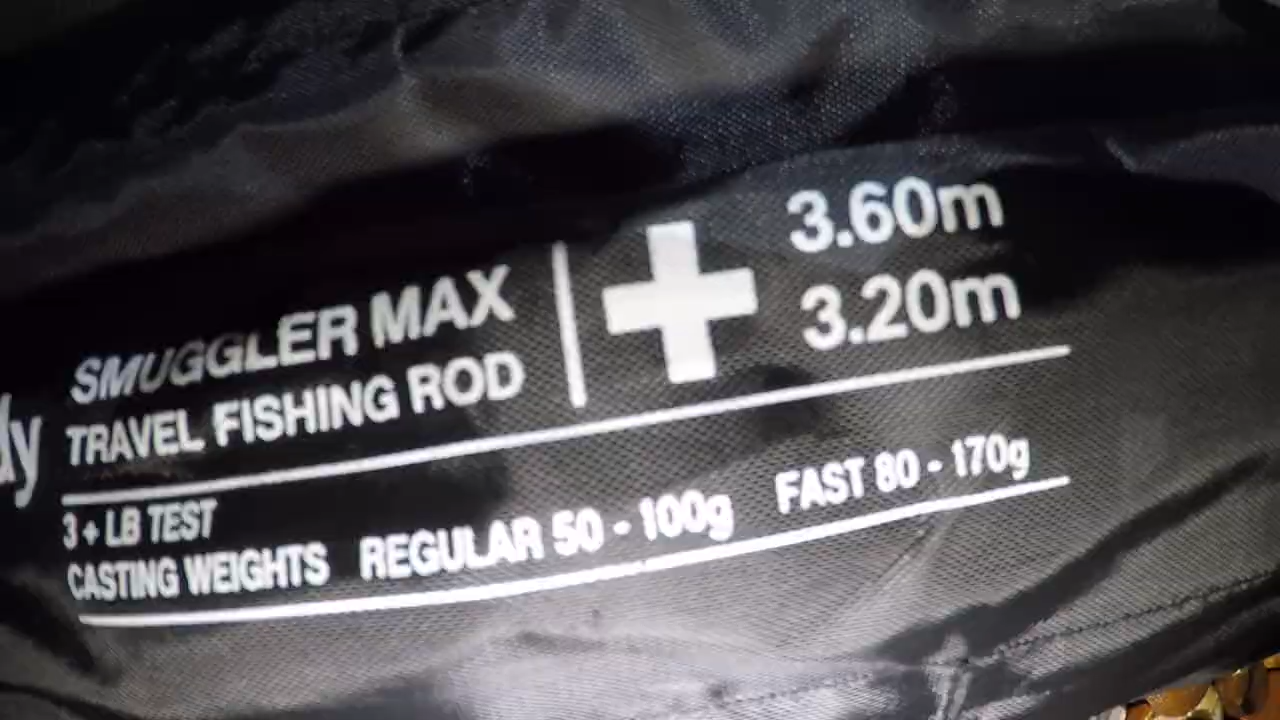 SMUGGLER MAX
TRAVEL FISHING ROD
3.60m
3.20m
3 + LB TEST
CASTING WEIGHTS REGULAR 50 - 100g FAST 80 - 170g